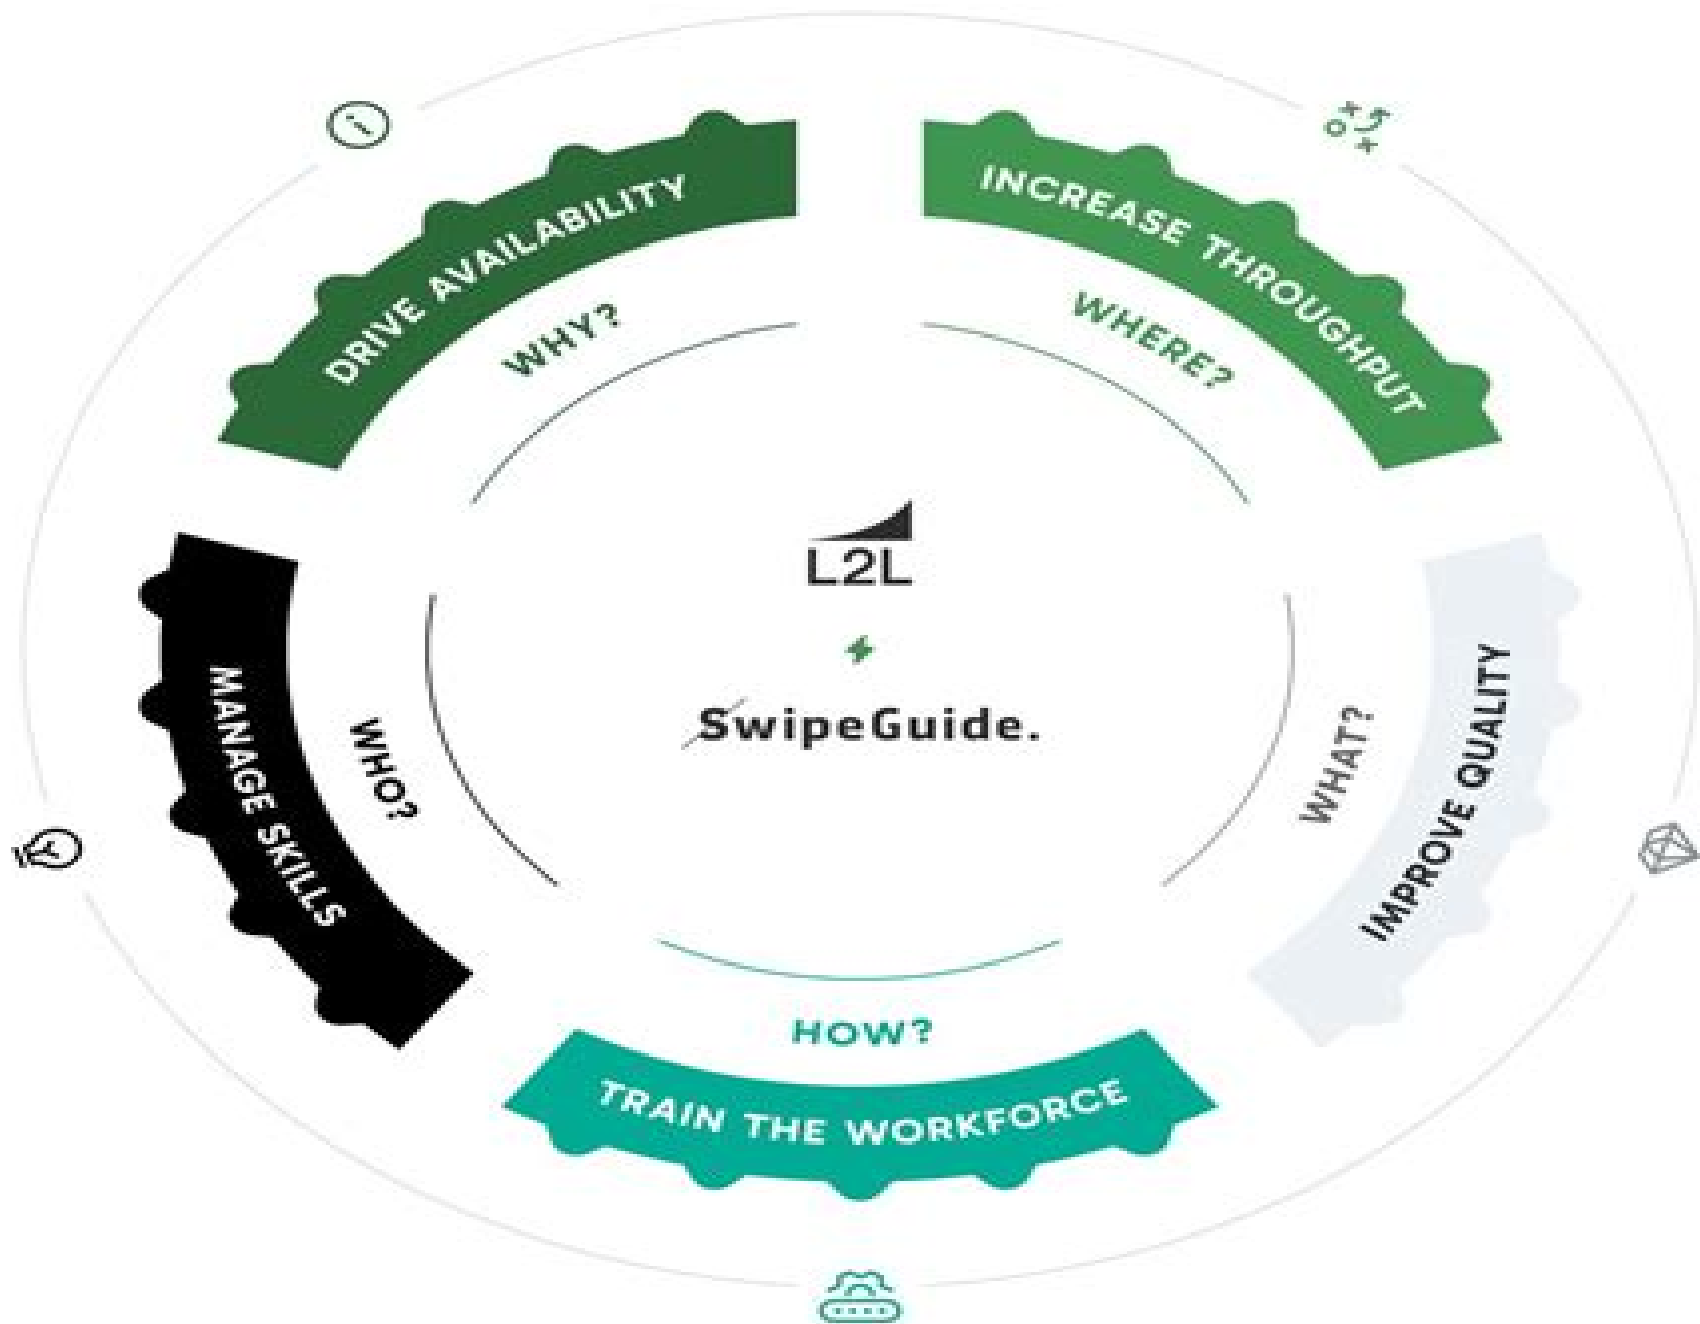 DRIVE AVAILABILITY
WHY?
INCREASE THROUGHPUT
WHERE?
L2L
SwipeGuide.
MANAGE SKILLS
WHO?
WHAT?
IMPROVE QUALITY
HOW?
TRAIN THE WORKFORCE